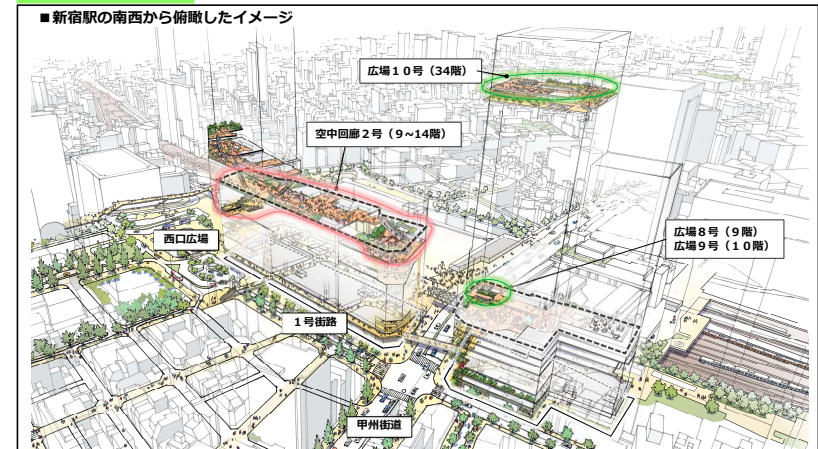 ■新宿駅の南西から俯瞰したイメージ
広場１０号（34階）
空中回廊２号（９~14階）
広場８号（９階）
広場９号（１０階）
西口広場
１号街路
甲州街道